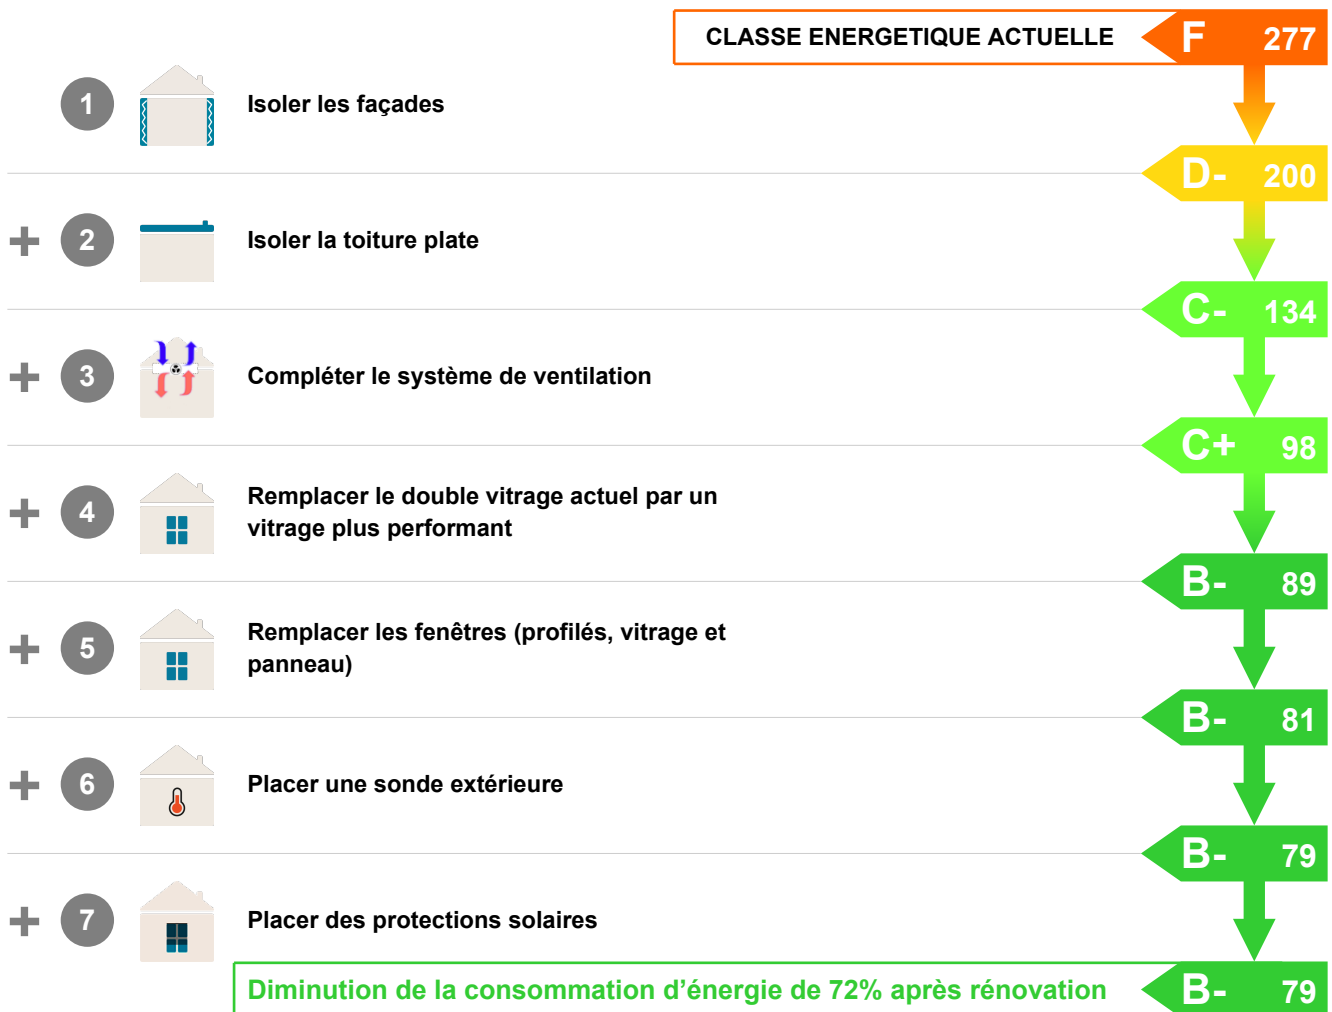 CLASSE ENERGETIQUE ACTUELLE F 277
1 Isoler les façades
D- 200
+ 2 Isoler la toiture plate
C- 134
+ 3 Compléter le système de ventilation
C+ 98
+ 4 Remplacer le double vitrage actuel par un
vitrage plus performant
B- 89
+ 5 Remplacer les fenêtres (profilés, vitrage et
panneau)
B- 81
+ 6 Placer une sonde extérieure
B- 79
+ 7 Placer des protections solaires
Diminution de la consommation d’énergie de 72% après rénovation B- 79